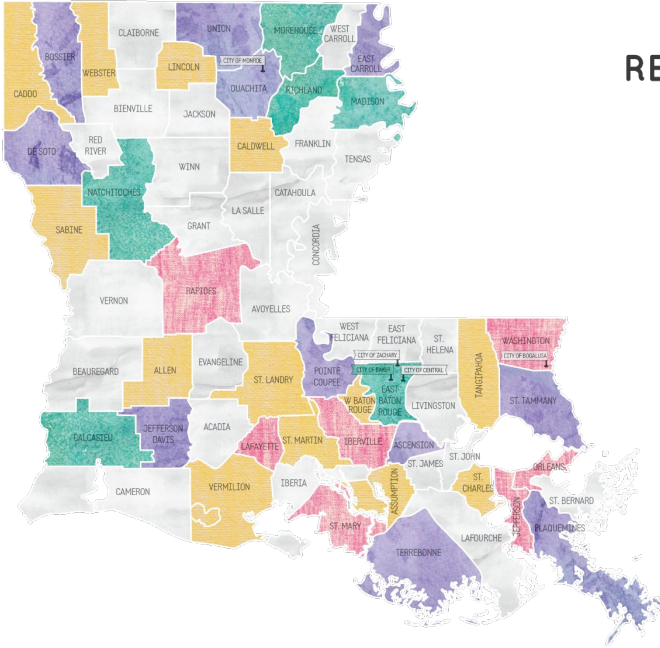 RE
CLAIBORNE
UNION
MOREHOUSE
WEST
CARROLL
BOSSIER
WEBSTER
LINCOLN
CITY OF MONROE
EAST
CARROLL
CADDO
OUACHITA
RICHLAND
MADISON
BIENVILLE
JACKSON
DE SOTO
RED
RIVER
CALDWELL
FRANKLIN
TENSAS
WINN
NATCHITOCHES
CATAHOULA
LA SALLE
SABINE
GRANT
CONCORDIA
VERNON
RAPIDES
AVOYELLES
WEST
FELICIANA
EAST
FELICIANA
ST.
HELENA
WASHINGTON
CITY OF ZACHARY
CITY OF BOGALUSA
BEAUREGARD
ALLEN
EVANGELINE
ST. LANDRY
POINTE
COUPEE
CITY OF BAKER
CITY OF CENTRAL
TANGIPAHOA
W BATON
ROUGE
EAST
BATON
ROUGE
LIVINGSTON
ST. TAMMANY
CALCASIEU
JEFFERSON
DAVIS
ACADIA
LAFAYETTE
ST. MARTIN
IBERVILLE
ASCENSION
ST. JAMES
ST. JOHN
ORLEANS
CAMERON
VERMILION
IBERIA
ASSUMPTION
ST.
CHARLES
JEFFERSON
ST. BERNARD
ST. MARY
PLAQUEMINES
LAFOURCHE
TERREBONNE